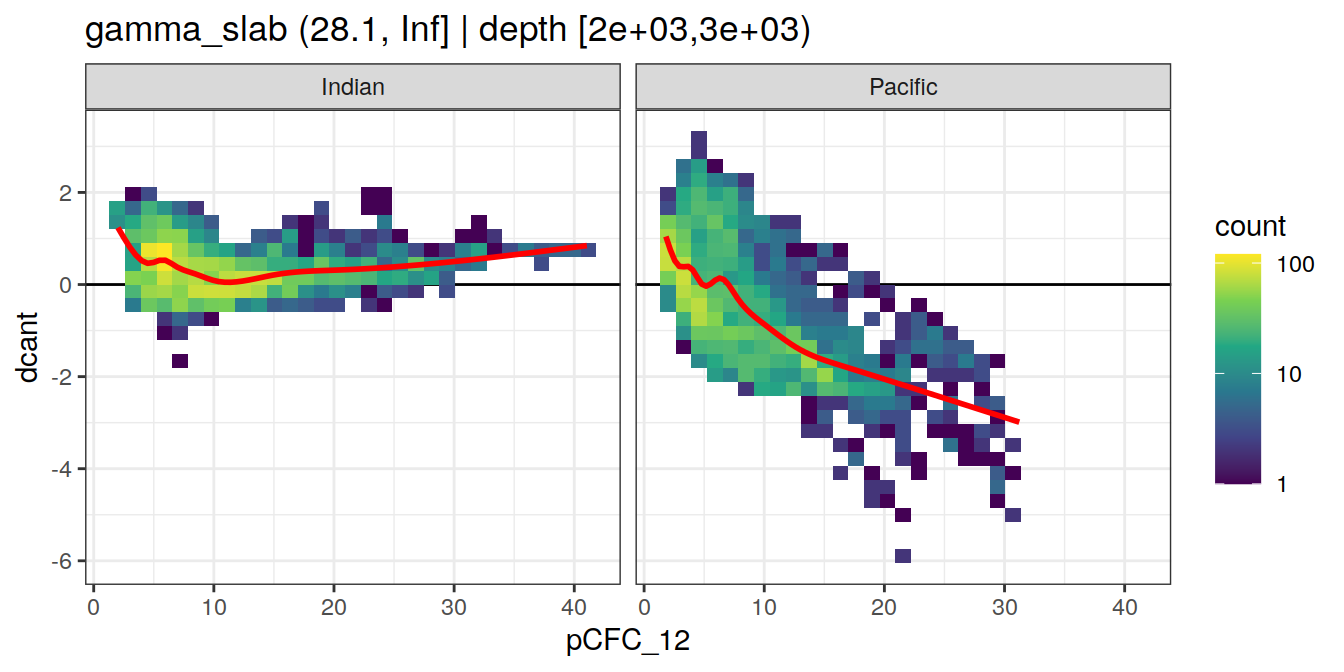 gamma_slab (28.1, Inf] | depth [2e+03,3e+03)
Indian
Pacific
count
100
10
1
dcant
2
0
-2
-4
-6
0 10 20 30 40
0 10 20 30 40
pCFC_12